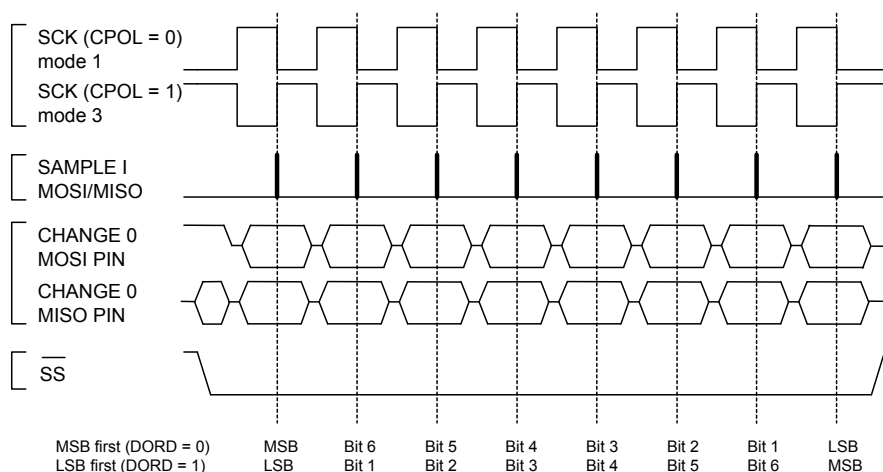 SCK (CPOL = 0)
mode 1
SCK (CPOL = 1)
mode 3
SAMPLE I
MOSI/MISO
CHANGE 0
MOSI PIN
CHANGE 0
MISO PIN
SS
MSB first (DORD = 0) MSB Bit 6 Bit 5 Bit 4 Bit 3 Bit 2 Bit 1 LSB
LSB first (DORD = 1) LSB Bit 1 Bit 2 Bit 3 Bit 4 Bit 5 Bit 6 MSB